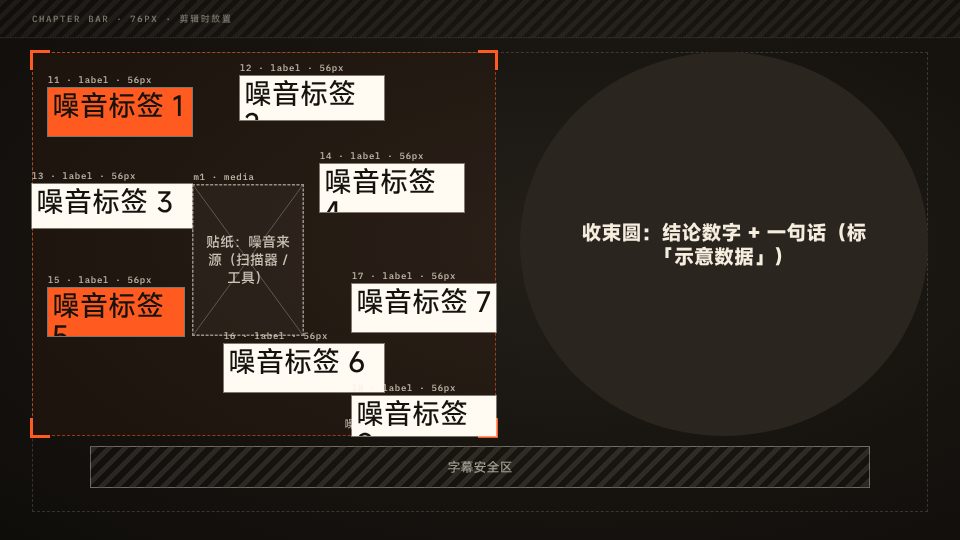 CHAPTER BAR · 76PX · 剪辑时放置
l1 · label · 56px
噪音标签 1
l2 · label · 56px
噪音标签
l3 · label · 56px
噪音标签 3
m1 · media
贴纸：噪音来
源（扫描器 /
工具）
l4 · label · 56px
噪音标签
l5 · label · 56px
噪音标签
l6 · label · 56px
噪音标签 6
l7 · label · 56px
噪音标签 7
label · 56px
噪音标签
收束圆：结论数字 + 一句话（标
「示意数据」）
字幕安全区